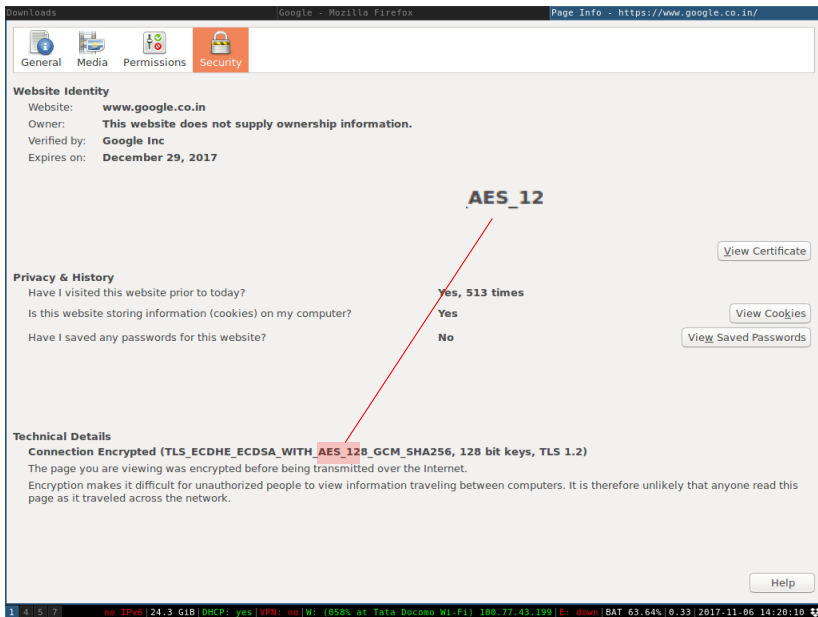 Downloads
Google - Mozilla Firefox
Page Info - https://www.google.co.in/
General Media Permissions Security
Website Identity
Website: www.google.co.in
Owner: This website does not supply ownership information.
Verified by: Google Inc
Expires on: December 29, 2017
AES_12
View Certificate
Privacy & History
Have I visited this website prior to today? Yes, 513 times
Is this website storing information (cookies) on my computer? Yes View Cookies
Have I saved any passwords for this website? No View Saved Passwords
Technical Details
Connection Encrypted (TLS_ECDHE_ECDSA_WITH_AES_128_GCM_SHA256, 128 bit keys, TLS 1.2)
The page you are viewing was encrypted before being transmitted over the Internet.
Encryption makes it difficult for unauthorized people to view information traveling between computers. It is therefore unlikely that anyone read this
page as it traveled across the network.
Help
1 4 5 7 no IPv6|24.3 GiB|DHCP: yes|VPN: no|W: (058% at Tata Docomo Wi-Fi) 100.77.43.199|E: down|BAT 63.64%|0.33|2017-11-06 14:20:10